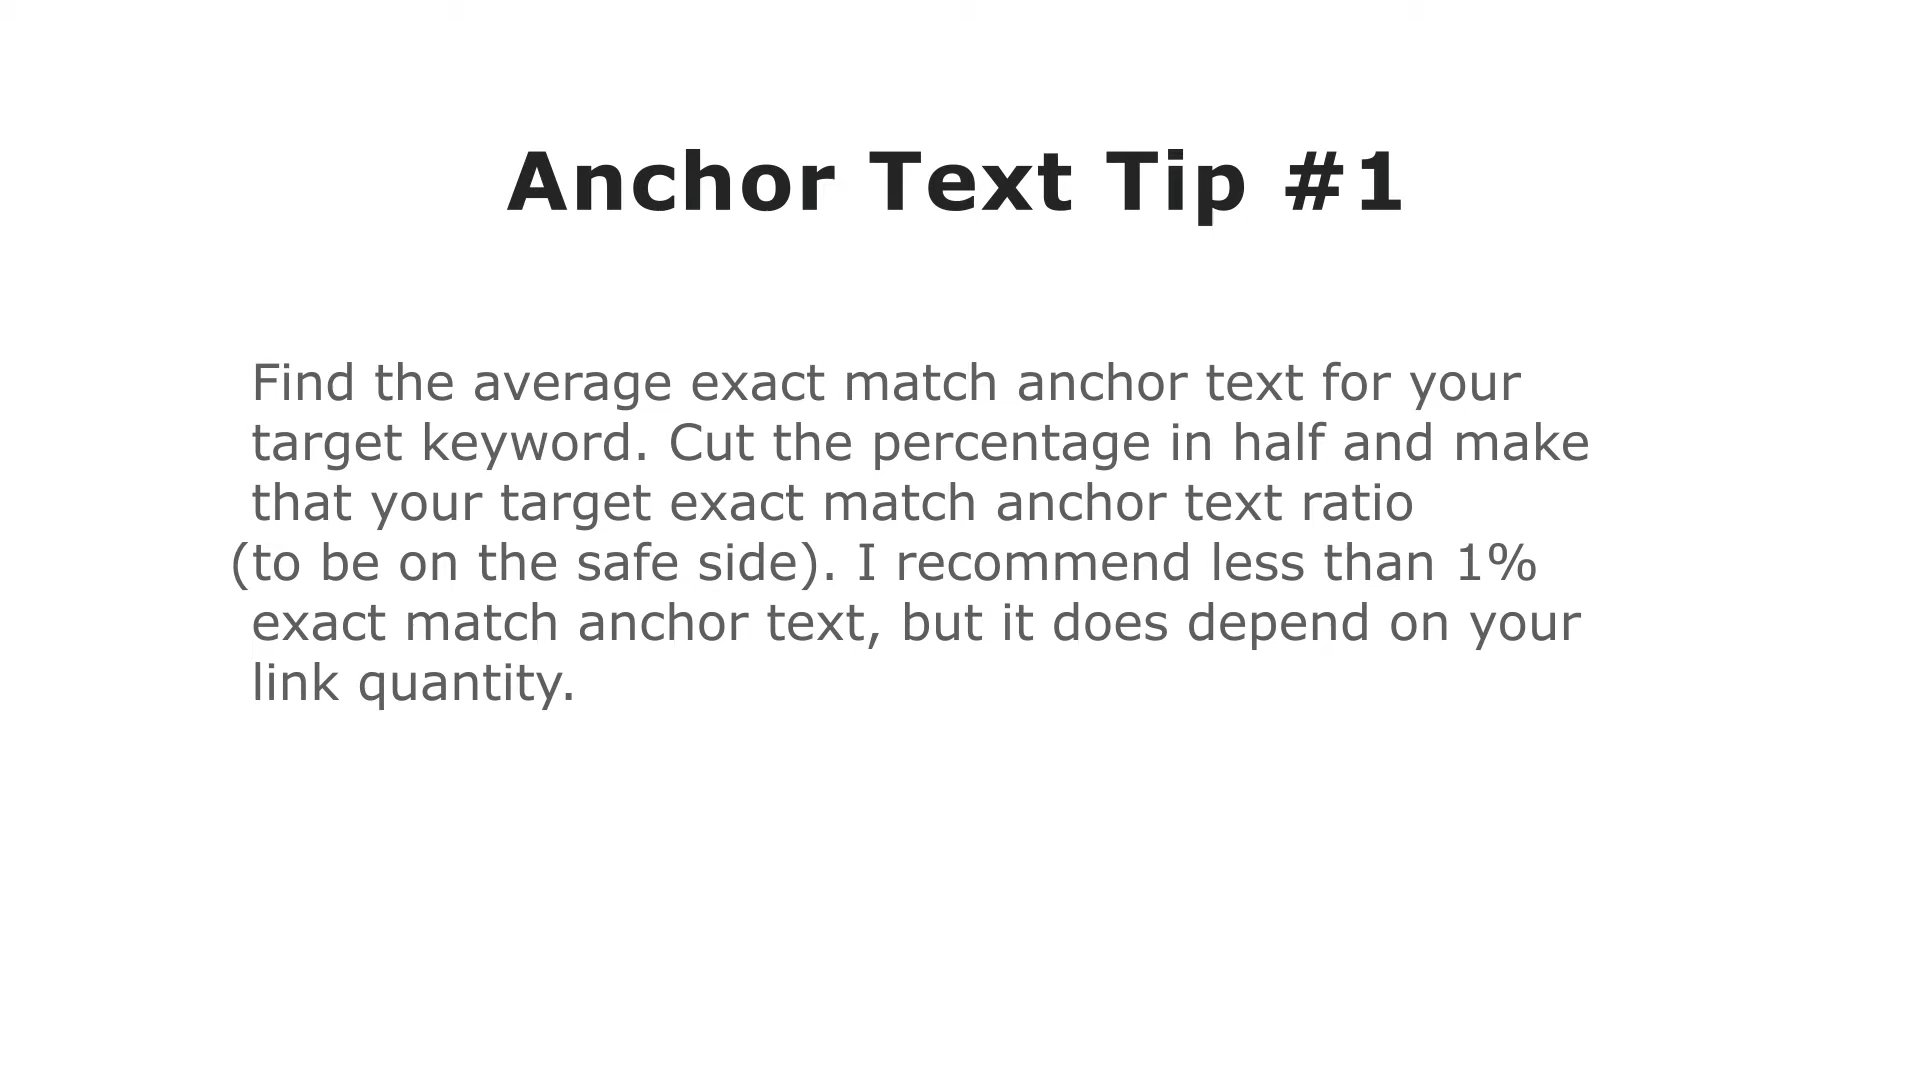 Anchor Text Tip #1
Find the average exact match anchor text for your
target keyword. Cut the percentage in half and make
that your target exact match anchor text ratio
(to be on the safe side). I recommend less than 1%
exact match anchor text, but it does depend on your
link quantity.